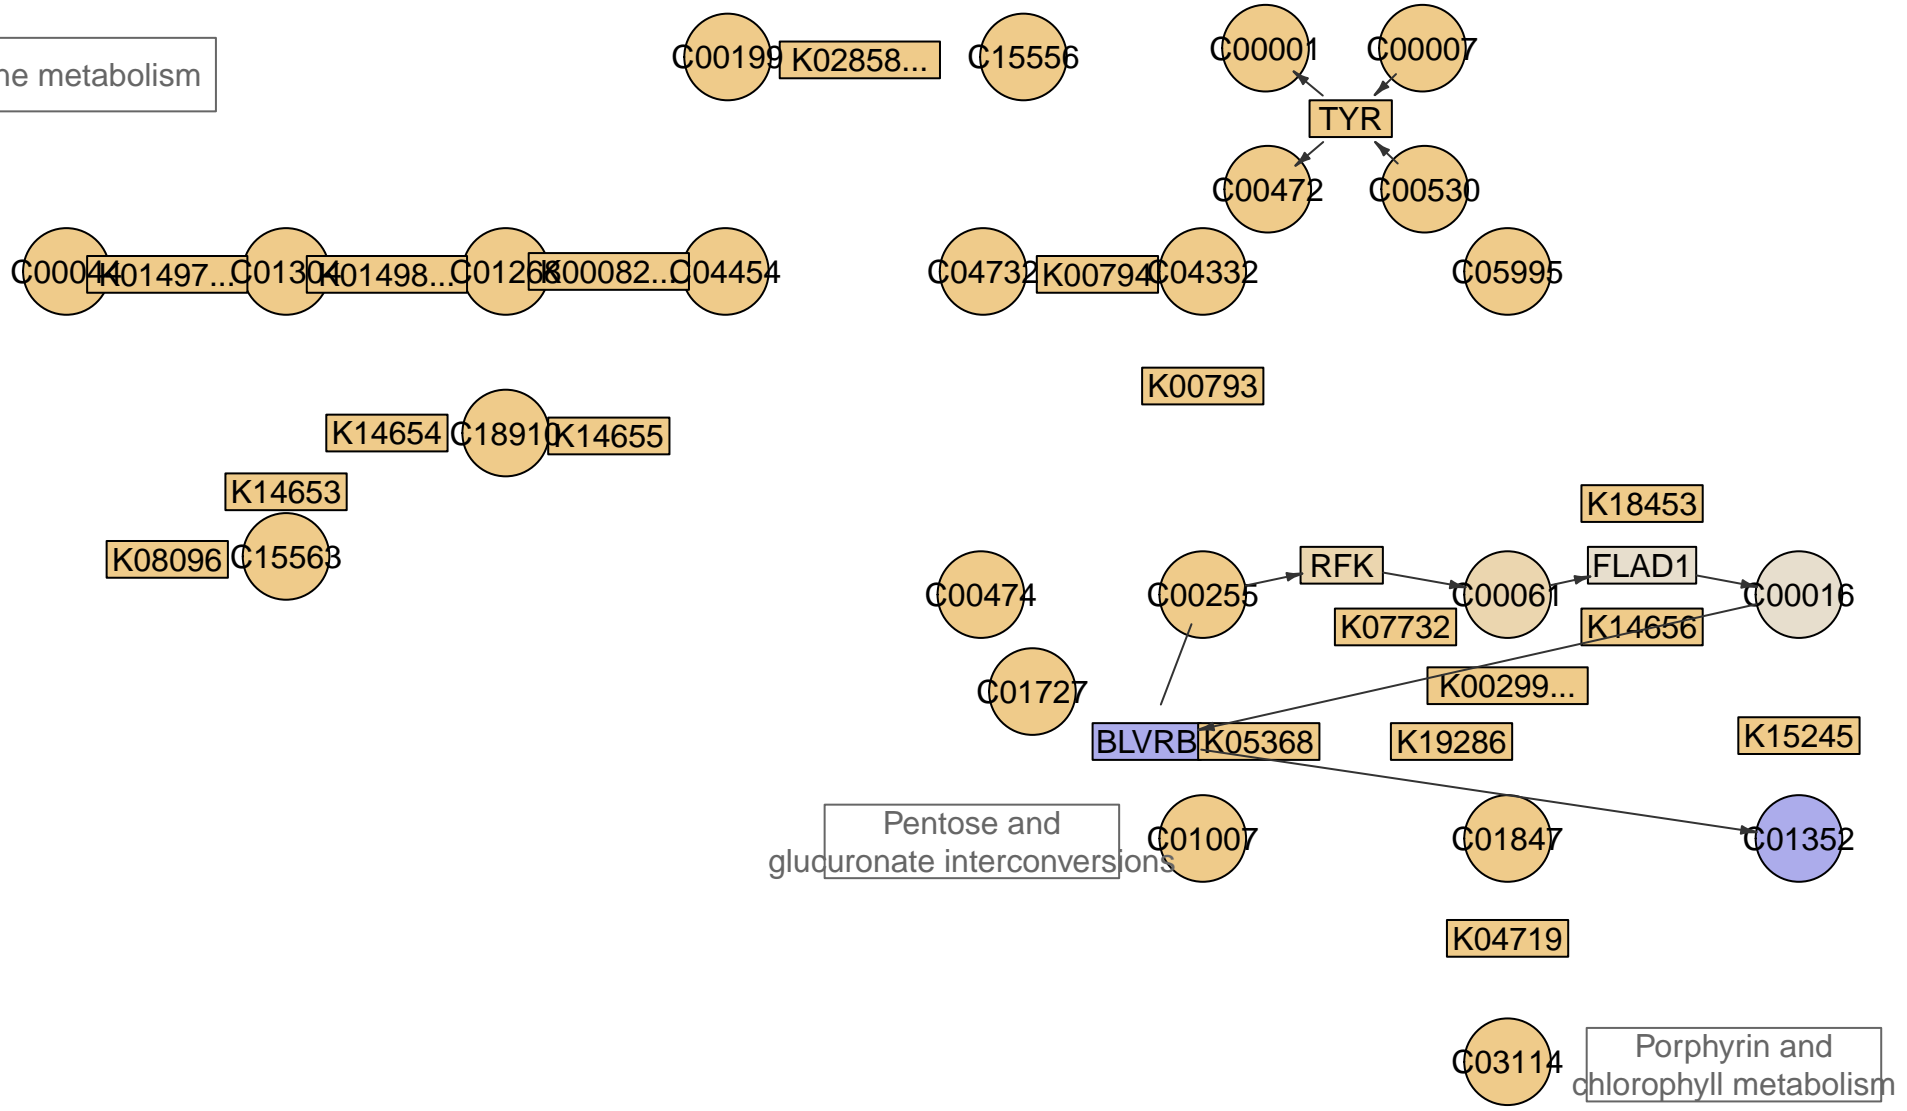 C00199
K02858...
C15556
C00001
C00007
ne metabolism
TYR
C00472
C00530
C00044
K01497...
C01304
K01498...
C01268
K00082...
C04454
C04732
K00794
C04332
C05995
K00793
K14654
C18910
K14655
K14653
K18453
K08096
C15563
RFK
FLAD1
C00474
C00255
C00061
C00016
K07732
K14656
C01727
K00299...
BLVRB
K05368
K19286
K15245
Pentose and
glucuronate interconversions
C01007
C01847
C01352
K04719
C03114
Porphyrin and
chlorophyll metabolism